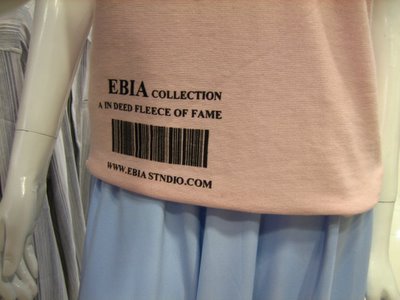 EBIA COLLECTION
A IN DEED FLEECE OF FAME
WWW.EBIA STNDIO.COM